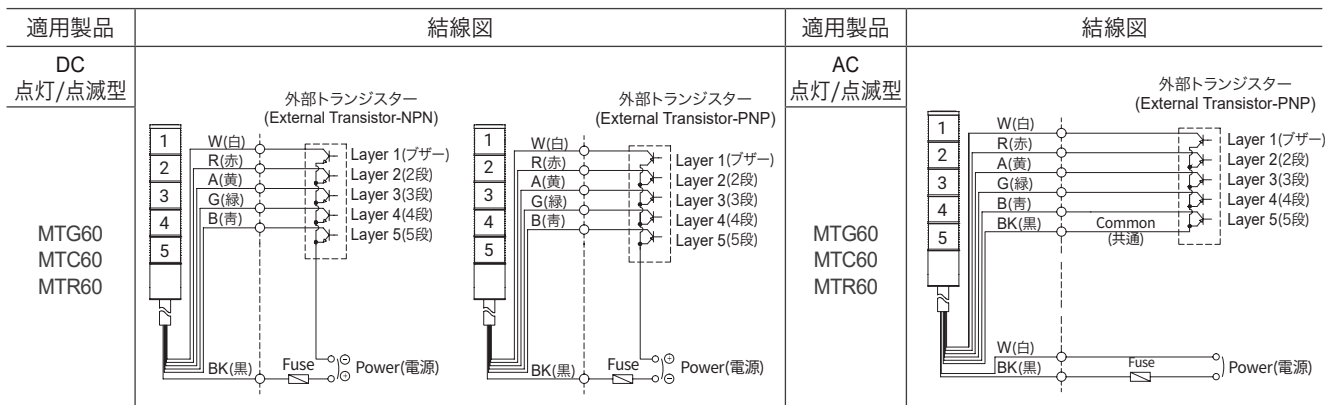 適用製品
結線図
適用製品
結線図
DC
点灯/点滅型
MTG60
MTC60
MTR60
外部トランジスター
(External Transistor-NPN)
1
2
3
4
5
W(白)
R(赤)
A(黄)
G(緑)
B(青)
Layer 1(ブザー)
Layer 2(2段)
Layer 3(3段)
Layer 4(4段)
Layer 5(5段)
BK(黒)
Fuse
⊖
⊕
Power(電源)
外部トランジスター
(External Transistor-PNP)
1
2
3
4
5
W(白)
R(赤)
A(黄)
G(緑)
B(青)
Layer 1(ブザー)
Layer 2(2段)
Layer 3(3段)
Layer 4(4段)
Layer 5(5段)
BK(黒)
Fuse
⊕
⊖
Power(電源)
AC
点灯/点滅型
MTG60
MTC60
MTR60
外部トランジスター
(External Transistor-PNP)
1
2
3
4
5
W(白)
R(赤)
A(黄)
G(緑)
B(青)
BK(黒)
Common
(共通)
Layer 1(ブザー)
Layer 2(2段)
Layer 3(3段)
Layer 4(4段)
Layer 5(5段)
W(白)
BK(黒)
Fuse
Power(電源)